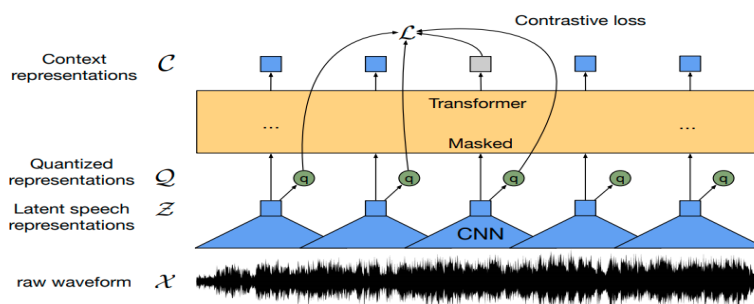 Contrastive loss
ℒ
Context
representations
𝒞
Transformer
...
...
Masked
Quantized
representations
𝒬
q
q
q
q
q
Latent speech
representations
𝒵
CNN
raw waveform
𝒳